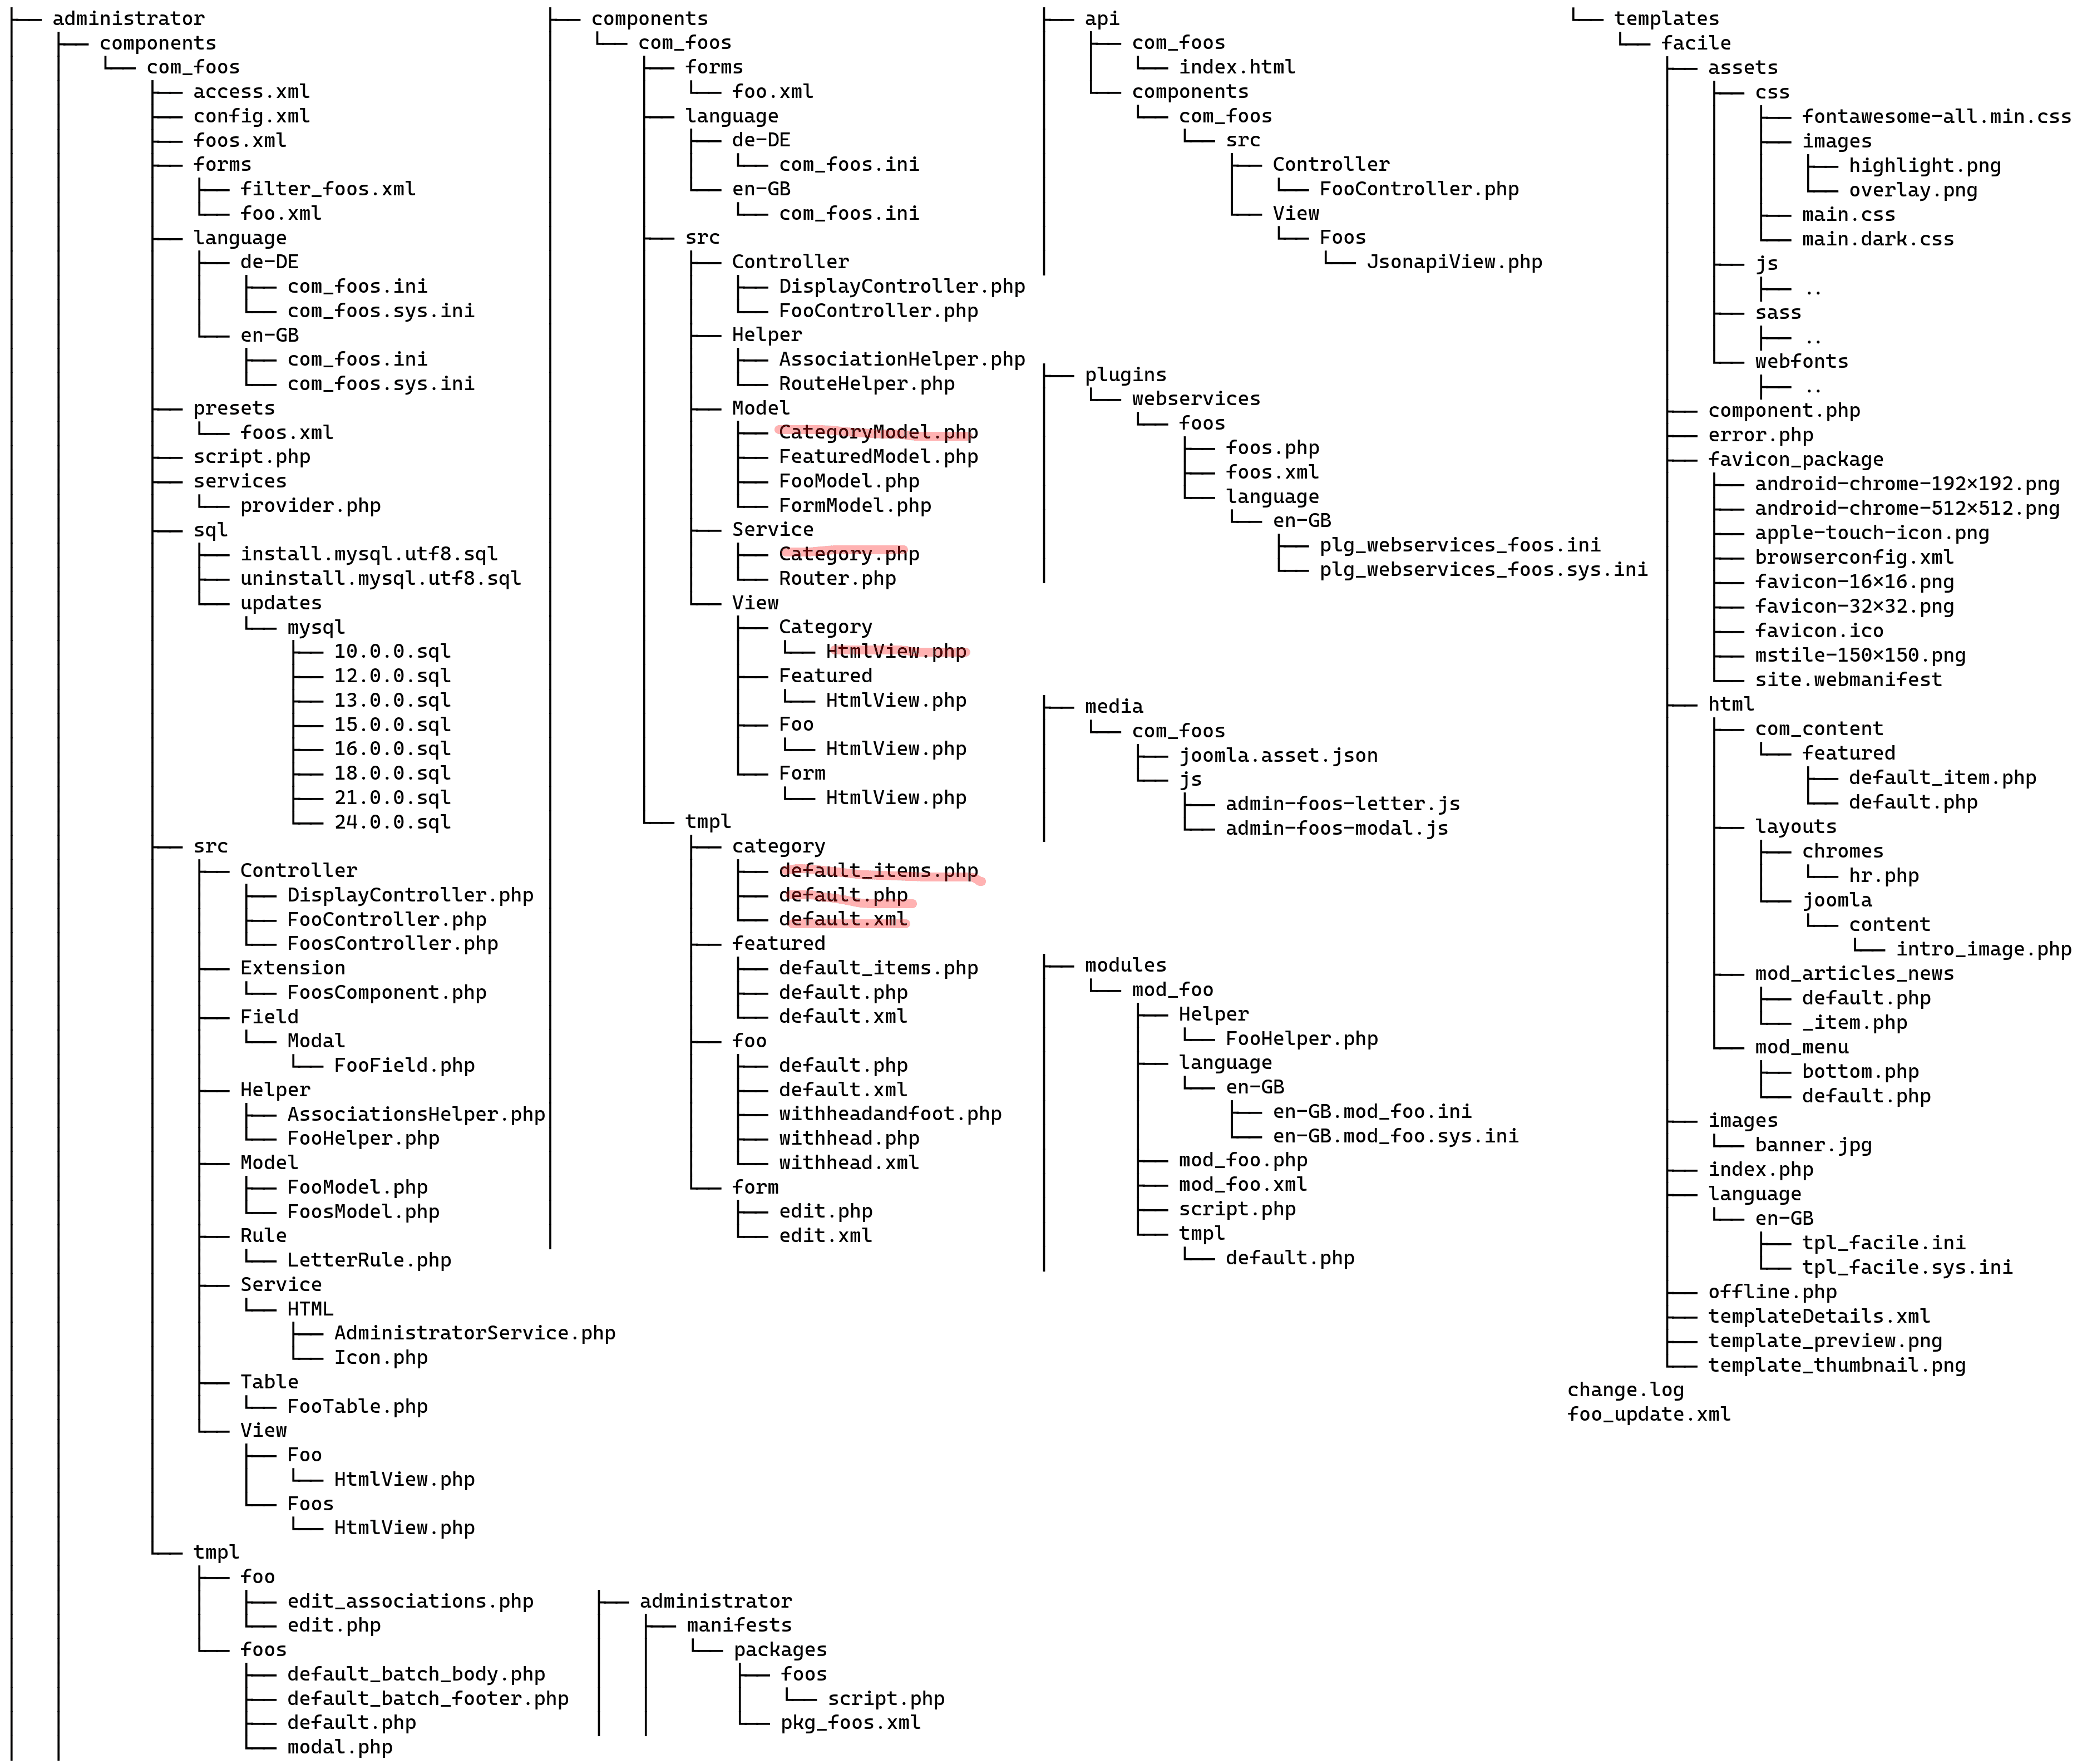 ├── administrator
│   ├── components
│   │   └── com_foos
│   │       ├── access.xml
│   │       ├── config.xml
│   │       ├── foos.xml
│   │       ├── forms
│   │       │   ├── filter_foos.xml
│   │       │   └── foo.xml
│   │       ├── language
│   │       │   ├── de-DE
│   │       │   │   ├── com_foos.ini
│   │       │   │   └── com_foos.sys.ini
│   │       │   └── en-GB
│   │       │       ├── com_foos.ini
│   │       │       └── com_foos.sys.ini
│   │       ├── presets
│   │       │   └── foos.xml
│   │       ├── script.php
│   │       ├── services
│   │       │   └── provider.php
│   │       ├── sql
│   │       │   ├── install.mysql.utf8.sql
│   │       │   ├── uninstall.mysql.utf8.sql
│   │       │   └── updates
│   │       │       └── mysql
│   │       │           ├── 10.0.0.sql
│   │       │           ├── 12.0.0.sql
│   │       │           ├── 13.0.0.sql
│   │       │           ├── 15.0.0.sql
│   │       │           ├── 16.0.0.sql
│   │       │           ├── 18.0.0.sql
│   │       │           ├── 21.0.0.sql
│   │       │           └── 24.0.0.sql
│   │       ├── src
│   │       │   ├── Controller
│   │       │   │   ├── DisplayController.php
│   │       │   │   ├── FooController.php
│   │       │   │   └── FoosController.php
│   │       │   ├── Extension
│   │       │   │   └── FoosComponent.php
│   │       │   ├── Field
│   │       │   │   └── Modal
│   │       │   │       └── FooField.php
│   │       │   ├── Helper
│   │       │   │   ├── AssociationsHelper.php
│   │       │   │   └── FooHelper.php
│   │       │   ├── Model
│   │       │   │   ├── FooModel.php
│   │       │   │   └── FoosModel.php
│   │       │   ├── Rule
│   │       │   │   └── LetterRule.php
│   │       │   ├── Service
│   │       │   │   └── HTML
│   │       │   │       ├── AdministratorService.php
│   │       │   │       └── Icon.php
│   │       │   ├── Table
│   │       │   │   └── FooTable.php
│   │       │   └── View
│   │       │       ├── Foo
│   │       │       │   └── HtmlView.php
│   │       │       └── Foos
│   │       │           └── HtmlView.php
│   │       └── tmpl
│   │           ├── foo
│   │           │   ├── edit_associations.php
│   │           │   └── edit.php
│   │           └── foos
│   │               ├── default_batch_body.php
│   │               ├── default_batch_footer.php
│   │               ├── default.php
│   │               └── modal.php
├── components
│   └── com_foos
│       ├── forms
│       │   └── foo.xml
│       ├── language
│       │   ├── de-DE
│       │   │   └── com_foos.ini
│       │   └── en-GB
│       │       └── com_foos.ini
│       ├── src
│       │   ├── Controller
│       │   │   ├── DisplayController.php
│       │   │   └── FooController.php
│       │   ├── Helper
│       │   │   ├── AssociationHelper.php
│       │   │   └── RouteHelper.php
│       │   ├── Model
│       │   │   ├── CategoryModel.php
│       │   │   ├── FeaturedModel.php
│       │   │   ├── FooModel.php
│       │   │   └── FormModel.php
│       │   ├── Service
│       │   │   ├── Category.php
│       │   │   └── Router.php
│       │   └── View
│       │       ├── Category
│       │       │   └── HtmlView.php
│       │       ├── Featured
│       │       │   └── HtmlView.php
│       │       ├── Foo
│       │       │   └── HtmlView.php
│       │       └── Form
│       │           └── HtmlView.php
│       └── tmpl
│           ├── category
│           │   ├── default_items.php
│           │   ├── default.php
│           │   └── default.xml
│           ├── featured
│           │   ├── default_items.php
│           │   ├── default.php
│           │   └── default.xml
│           ├── foo
│           │   ├── default.php
│           │   ├── default.xml
│           │   ├── withheadandfoot.php
│           │   ├── withhead.php
│           │   └── withhead.xml
│           └── form
│               ├── edit.php
│               └── edit.xml
├── administrator
│   ├── manifests
│   │   └── packages
│   │       ├── foos
│   │       │   └── script.php
│   │       └── pkg_foos.xml
├── api
│   ├── com_foos
│   │   └── index.html
│   └── components
│       └── com_foos
│           └── src
│               ├── Controller
│               │   └── FooController.php
│               └── View
│                   └── Foos
│                       └── JsonapiView.php
├── plugins
│   └── webservices
│       └── foos
│           ├── foos.php
│           ├── foos.xml
│           └── language
│               └── en-GB
│                   ├── plg_webservices_foos.ini
│                   └── plg_webservices_foos.sys.ini
├── media
│   └── com_foos
│       ├── joomla.asset.json
│       └── js
│           ├── admin-foos-letter.js
│           └── admin-foos-modal.js
├── modules
│   └── mod_foo
│       ├── Helper
│       │   └── FooHelper.php
│       ├── language
│       │   └── en-GB
│       │       ├── en-GB.mod_foo.ini
│       │       └── en-GB.mod_foo.sys.ini
│       ├── mod_foo.php
│       ├── mod_foo.xml
│       ├── script.php
│       └── tmpl
│           └── default.php
└── templates
    └── facile
        ├── assets
        │   ├── css
        │   │   ├── fontawesome-all.min.css
        │   │   ├── images
        │   │   │   ├── highlight.png
        │   │   │   └── overlay.png
        │   │   ├── main.css
        │   │   └── main.dark.css
        │   ├── js
        │   │   ├── ..
        │   ├── sass
        │   │   ├── ..
        │   └── webfonts
        │       ├── ..
        ├── component.php
        ├── error.php
        ├── favicon_package
        │   ├── android-chrome-192×192.png
        │   ├── android-chrome-512×512.png
        │   ├── apple-touch-icon.png
        │   ├── browserconfig.xml
        │   ├── favicon-16×16.png
        │   ├── favicon-32×32.png
        │   ├── favicon.ico
        │   ├── mstile-150×150.png
        │   └── site.webmanifest
        ├── html
        │   ├── com_content
        │   │   └── featured
        │   │       ├── default_item.php
        │   │       └── default.php
        │   ├── layouts
        │   │   ├── chromes
        │   │   │   └── hr.php
        │   │   └── joomla
        │   │       └── content
        │   │           └── intro_image.php
        │   ├── mod_articles_news
        │   │   ├── default.php
        │   │   └── _item.php
        │   └── mod_menu
        │       ├── bottom.php
        │       └── default.php
        ├── images
        │   └── banner.jpg
        ├── index.php
        ├── language
        │   └── en-GB
        │       ├── tpl_facile.ini
        │       └── tpl_facile.sys.ini
        ├── offline.php
        ├── templateDetails.xml
        ├── template_preview.png
        └── template_thumbnail.png
change.log
foo_update.xml